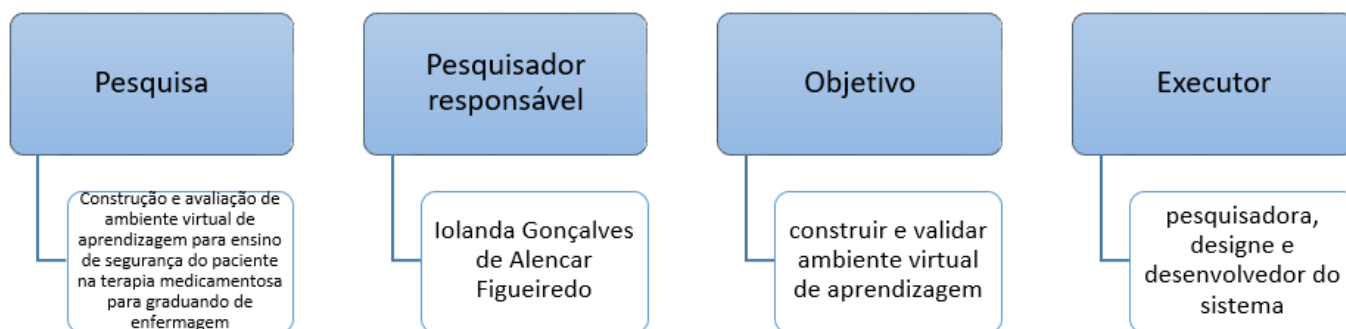 Pesquisa
Construção e avaliação de
ambiente virtual de
aprendizagem para ensino
de segurança do paciente
na terapia medicamentosa
para graduando de
enfermagem
Pesquisador
responsável
Iolanda Gonçalves
de Alencar
Figueiredo
Objetivo
construir e validar
ambiente virtual
de aprendizagem
Executor
pesquisadora,
designe e
desenvolvedor do
sistema